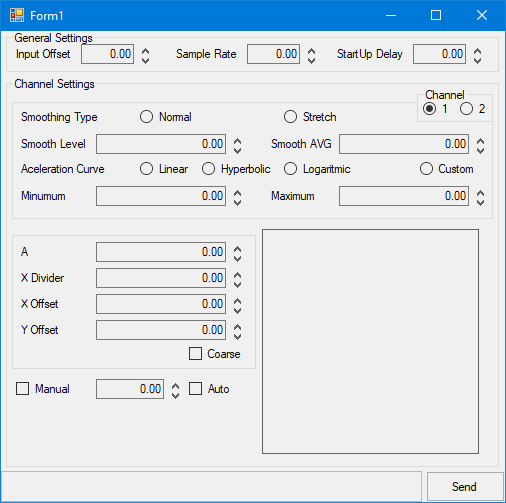 Form1
General Settings
Input Offset 0.00 Sample Rate 0.00 StartUp Delay 0.00
Channel Settings
Channel
1 2
Smoothing Type Normal Stretch
Smooth Level 0.00 Smooth AVG 0.00
Aceleration Curve Linear Hyperbolic Logaritmic Custom
Minumum 0.00 Maximum 0.00
A 0.00
X Divider 0.00
X Offset 0.00
Y Offset 0.00
Coarse
Manual 0.00 Auto
Send